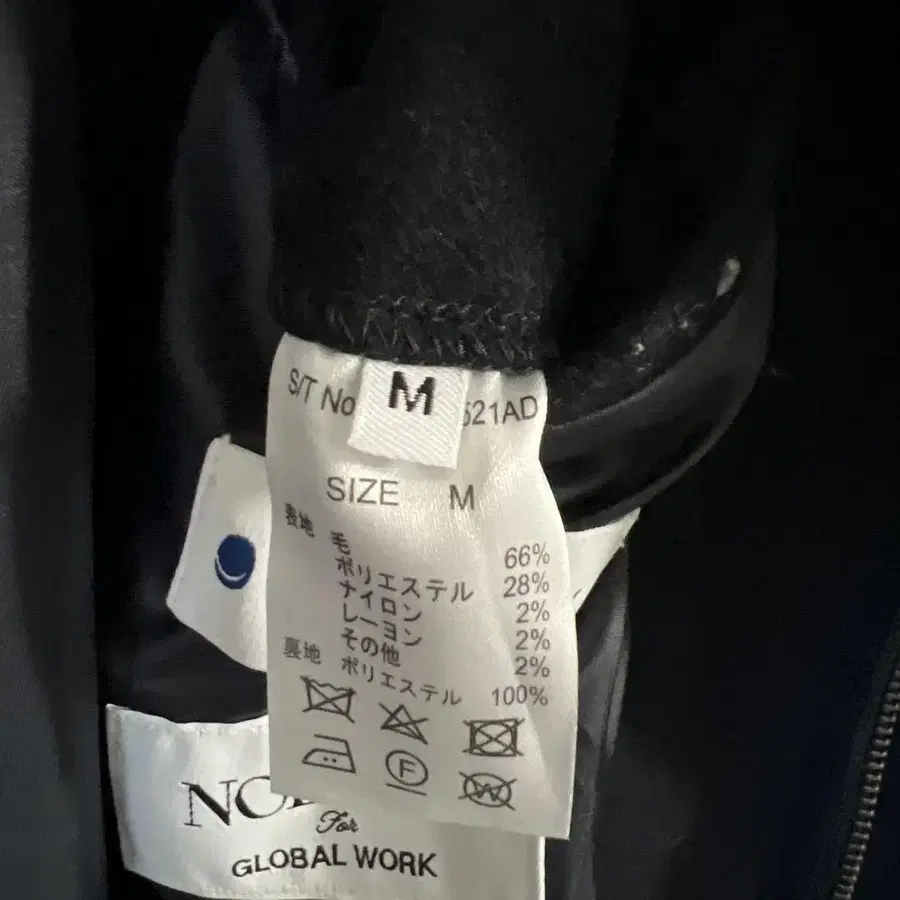 M
S/T No 521AD
SIZE M
表地 毛 66%
ポリエステル 28%
ナイロン 2%
レーヨン 2%
その他 2%
裏地 ポリエステル 100%
F
W
For
GLOBAL WORK